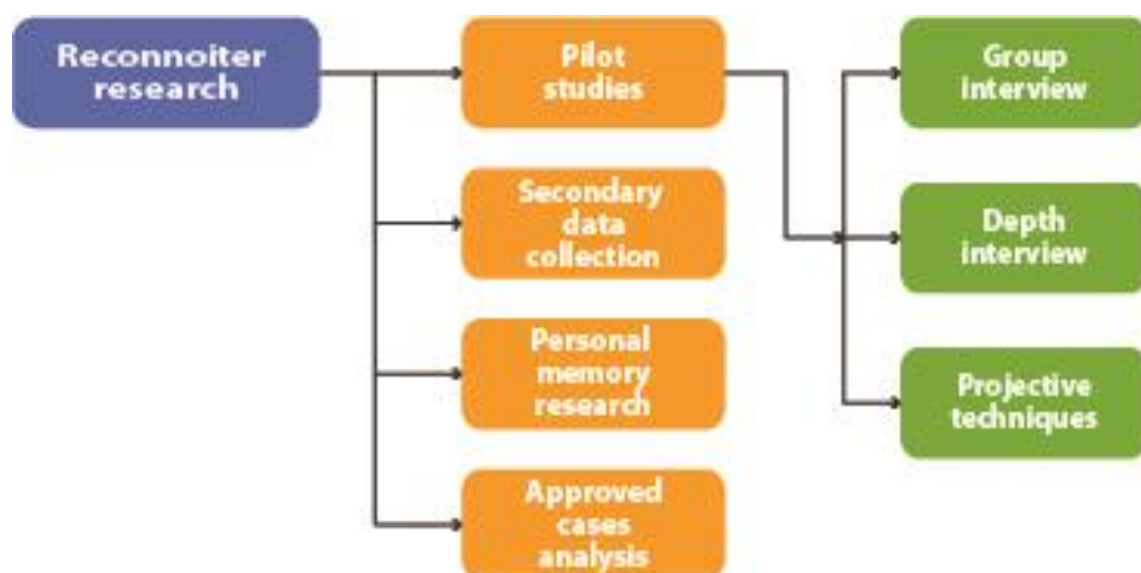 Reconnoiter
research
Pilot
studies
Secondary
data
collection
Personal
memory
research
Approved
cases
analysis
Group
interview
Depth
interview
Projective
techniques